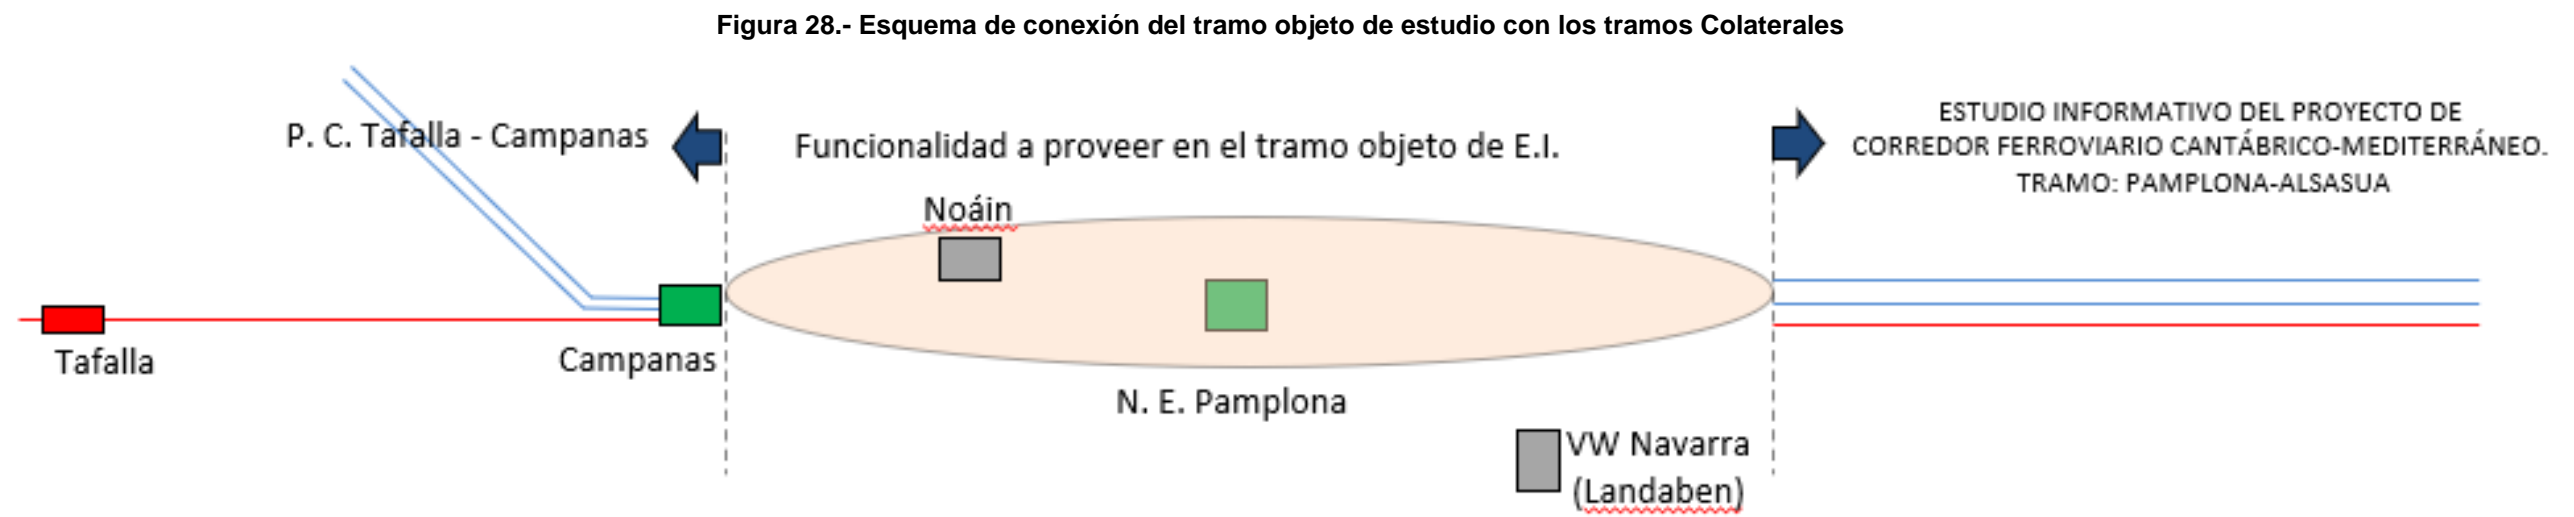 Figura 28.- Esquema de conexión del tramo objeto de estudio con los tramos Colaterales
P. C. Tafalla - Campanas
Funcionalidad a proveer en el tramo objeto de E.I.
ESTUDIO INFORMATIVO DEL PROYECTO DE
CORREDOR FERROVIARIO CANTÁBRICO-MEDITERRÁNEO.
TRAMO: PAMPLONA-ALSASUA
Noáin
Tafalla
Campanas
N. E. Pamplona
VW Navarra
(Landaben)